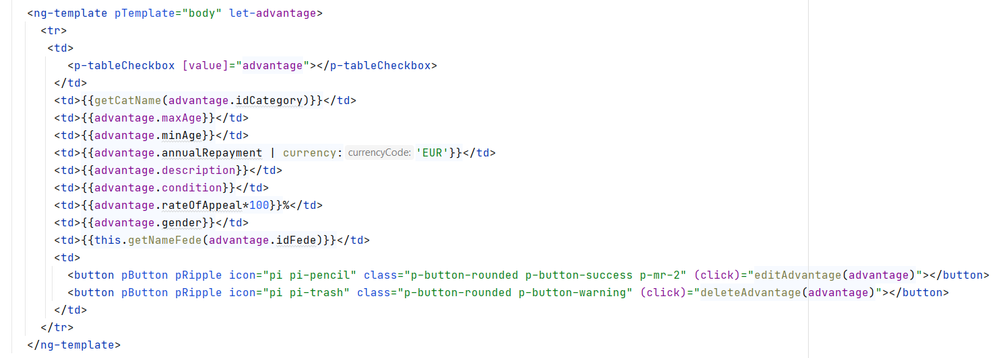 <ng-template pTemplate="body" let-advantage>
<tr>
<td>
<p-tableCheckbox [value]="advantage"></p-tableCheckbox>
</td>
<td>{{getCatName(advantage.idCategory)}}</td>
<td>{{advantage.maxAge}}</td>
<td>{{advantage.minAge}}</td>
<td>{{advantage.annualRepayment | currency: currencyCode: 'EUR'}}</td>
<td>{{advantage.description}}</td>
<td>{{advantage.condition}}</td>
<td>{{advantage.rateOfAppeal*100}}%</td>
<td>{{advantage.gender}}</td>
<td>{{this.getNameFede(advantage.idFede)}}</td>
<td>
<button pButton pRipple icon="pi pi-pencil" class="p-button-rounded p-button-success p-mr-2" (click)="editAdvantage(advantage)"></button>
<button pButton pRipple icon="pi pi-trash" class="p-button-rounded p-button-warning" (click)="deleteAdvantage(advantage)"></button>
</td>
</tr>
</ng-template>